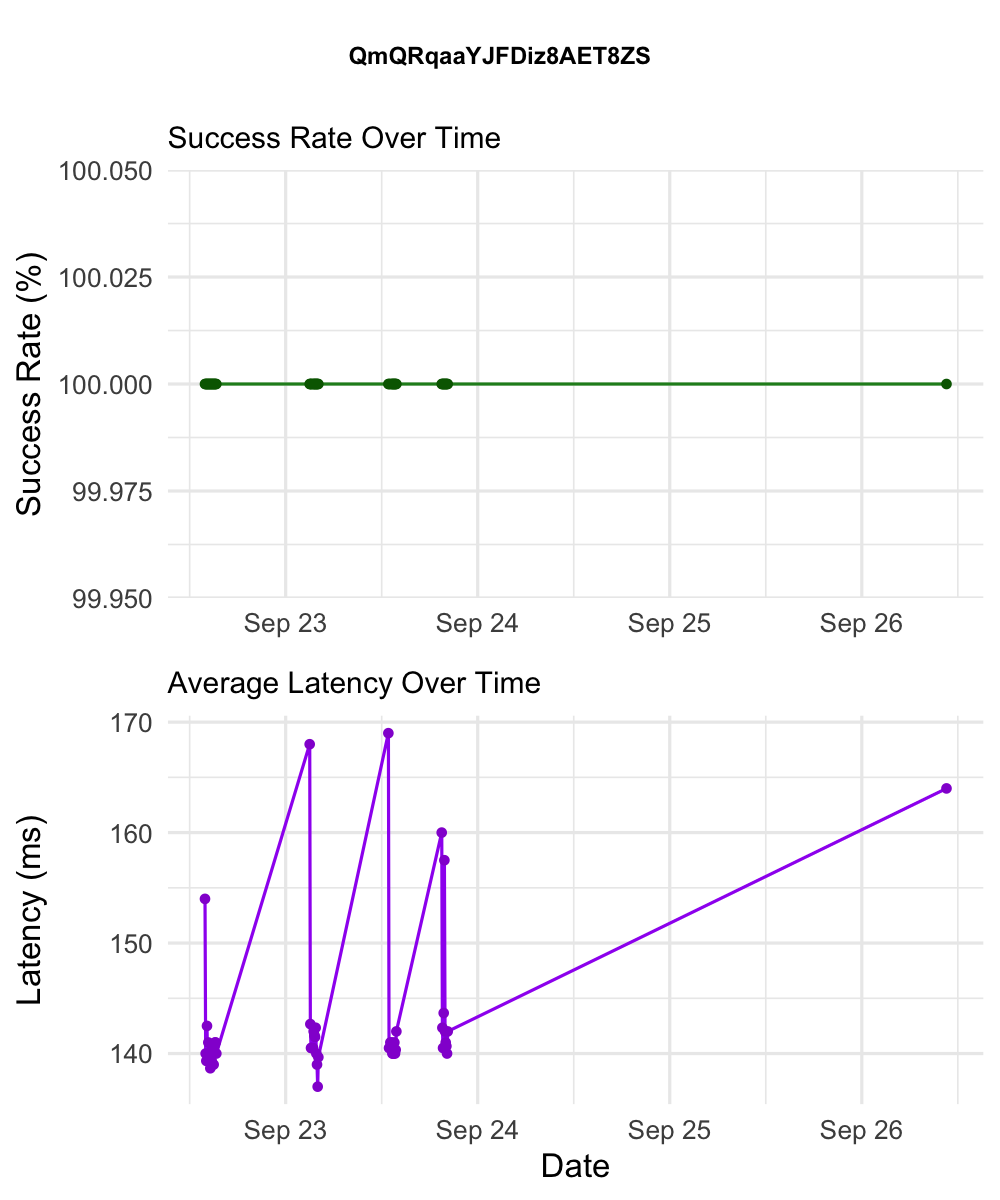 QmQRqaaYJFDiz8AET8ZS
Success Rate Over Time
Success Rate (%)
100.050
100.025
100.000
99.975
99.950
Sep 23 Sep 24 Sep 25 Sep 26
Average Latency Over Time
Latency (ms)
170
160
150
140
Sep 23 Sep 24 Sep 25 Sep 26
Date